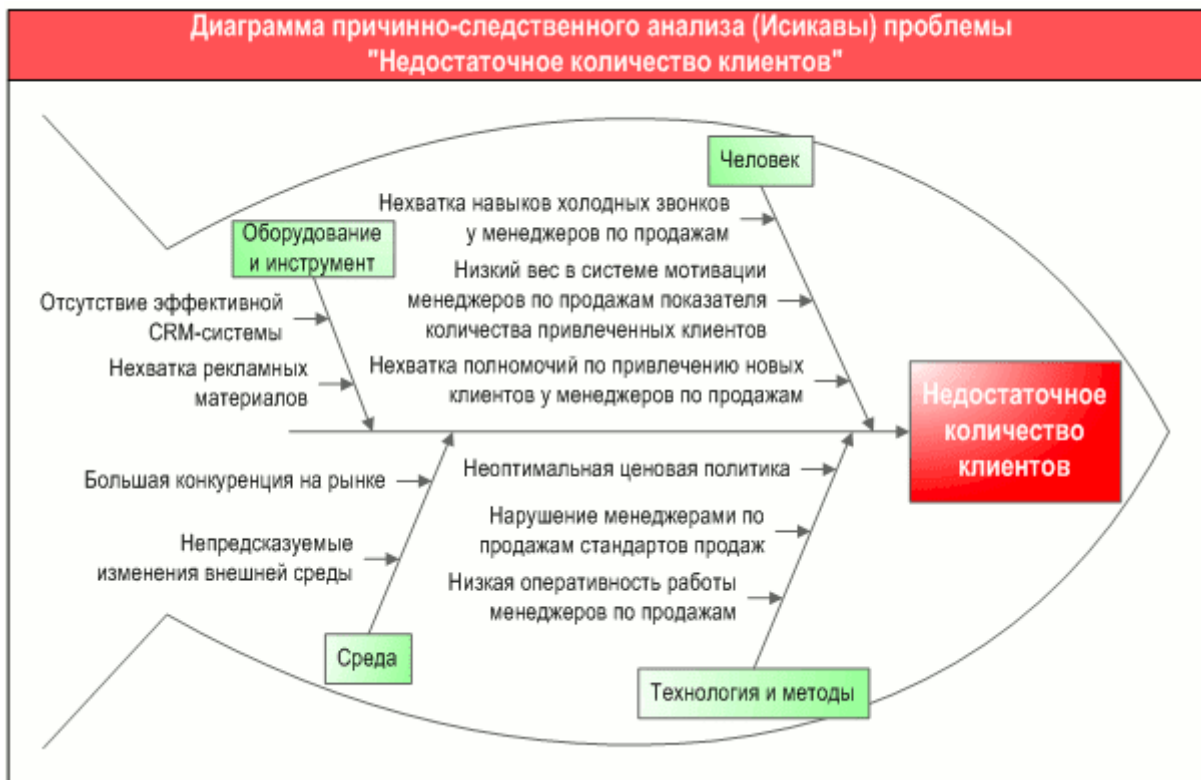 Диаграмма причинно-следственного анализа (Исикавы) проблемы
"Недостаточное количество клиентов"
Человек
Нехватка навыков холодных звонков
у менеджеров по продажам
Низкий вес в системе мотивации
менеджеров по продажам показателя
количества привлеченных клиентов
Нехватка полномочий по привлечению новых
клиентов у менеджеров по продажам
Оборудование
и инструмент
Отсутствие эффективной
CRM-системы
Нехватка рекламных
материалов
Недостаточное
количество
клиентов
Большая конкуренция на рынке
Непредсказуемые
изменения внешней среды
Среда
Неоптимальная ценовая политика
Нарушение менеджерами по
продажам стандартов продаж
Низкая оперативность работы
менеджеров по продажам
Технология и методы